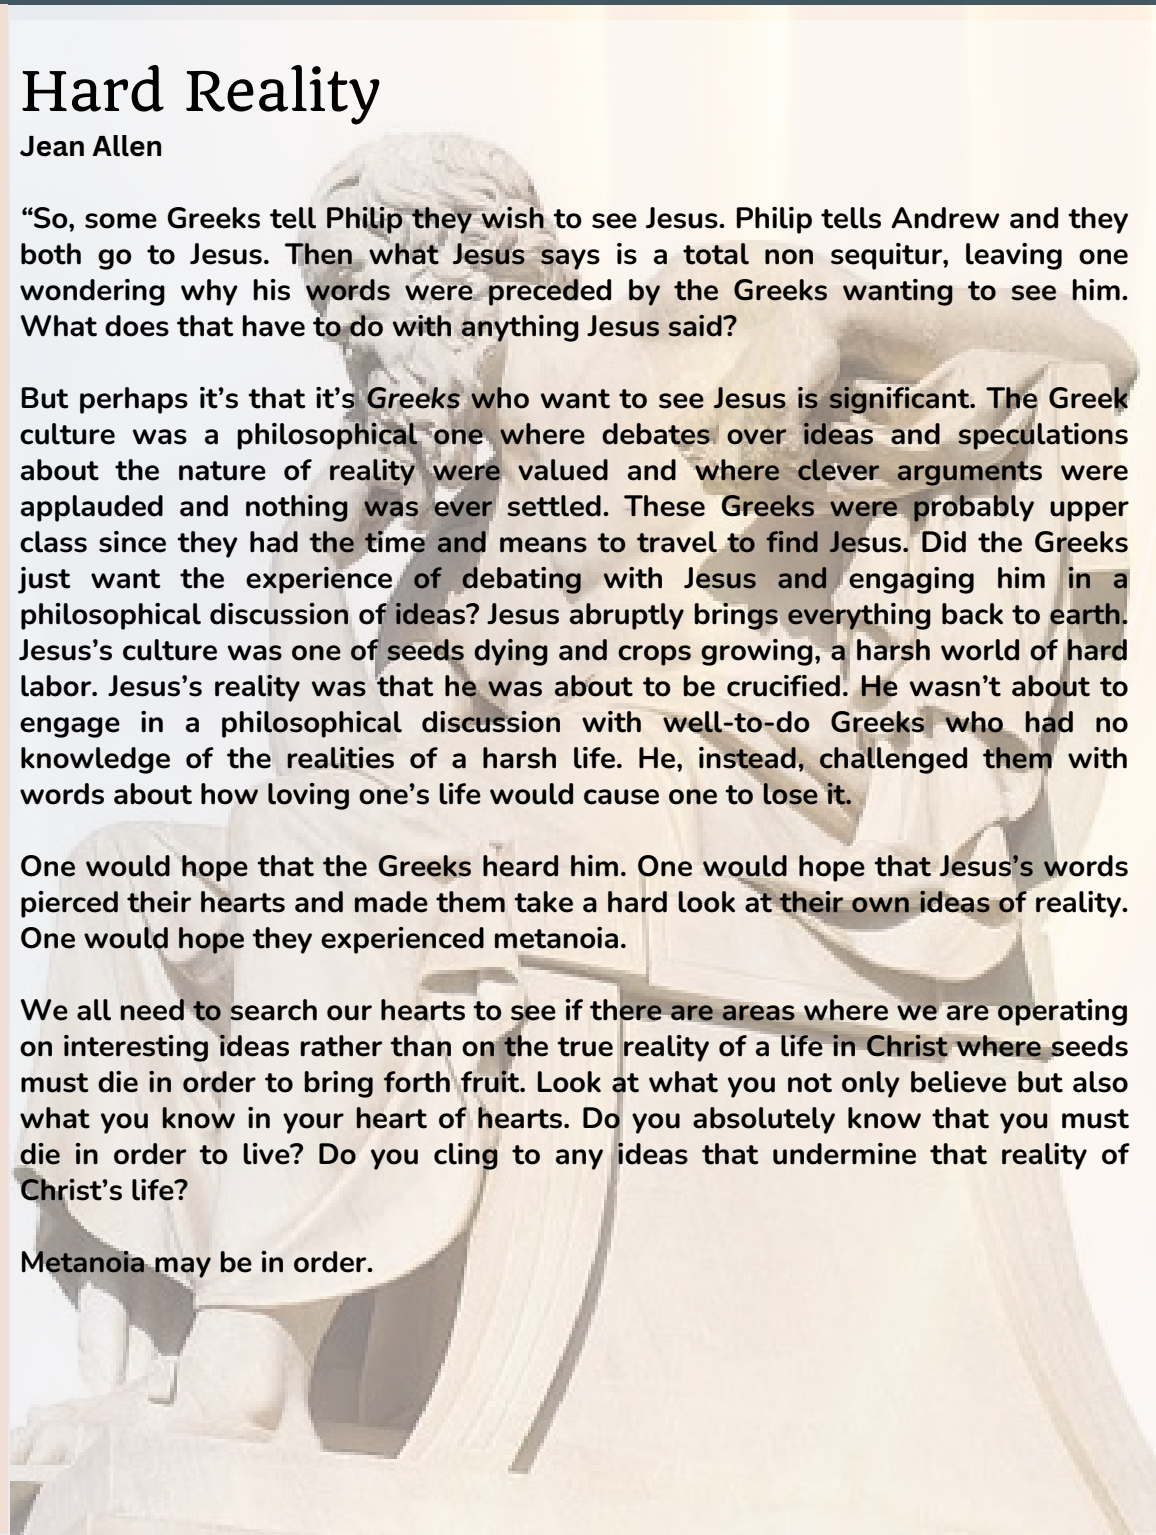 Hard Reality
Jean Allen
“So, some Greeks tell Philip they wish to see Jesus. Philip tells Andrew and they
both go to Jesus. Then what Jesus says is a total non sequitur, leaving one
wondering why his words were preceded by the Greeks wanting to see him.
What does that have to do with anything Jesus said?
But perhaps it’s that it’s Greeks who want to see Jesus is significant. The Greek
culture was a philosophical one where debates over ideas and speculations
about the nature of reality were valued and where clever arguments were
applauded and nothing was ever settled. These Greeks were probably upper
class since they had the time and means to travel to find Jesus. Did the Greeks
just want the experience of debating with Jesus and engaging him in a
philosophical discussion of ideas? Jesus abruptly brings everything back to earth.
Jesus’s culture was one of seeds dying and crops growing, a harsh world of hard
labor. Jesus’s reality was that he was about to be crucified. He wasn’t about to
engage in a philosophical discussion with well-to-do Greeks who had no
knowledge of the realities of a harsh life. He, instead, challenged them with
words about how loving one’s life would cause one to lose it.
One would hope that the Greeks heard him. One would hope that Jesus’s words
pierced their hearts and made them take a hard look at their own ideas of reality.
One would hope they experienced metanoia.
We all need to search our hearts to see if there are areas where we are operating
on interesting ideas rather than on the true reality of a life in Christ where seeds
must die in order to bring forth fruit. Look at what you not only believe but also
what you know in your heart of hearts. Do you absolutely know that you must
die in order to live? Do you cling to any ideas that undermine that reality of
Christ’s life?
Metanoia may be in order.